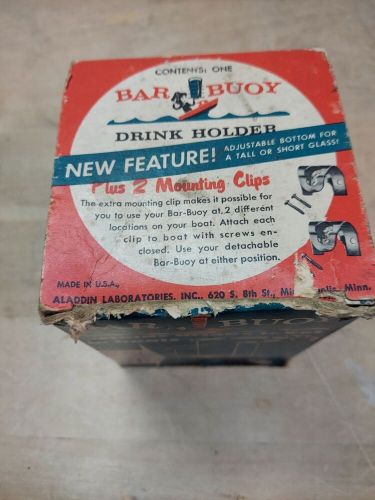 CONTENTS: ONE
BAR BUOY
DRINK HOLDER
NEW FEATURE! ADJUSTABLE BOTTOM FOR
A TALL OR SHORT GLASS!
Plus 2 Mounting Clips
The extra mounting clip makes it possible for
you to use your Bar-Buoy at 2 different
locations on your boat. Attach each
clip to boat with screws en-
closed. Use your detachable
Bar-Buoy at either position.
MADE IN U.S.A.,
ALADDIN LABORATORIES, INC., 620 S. 8th St., Minneapolis, Minn.
BUOY